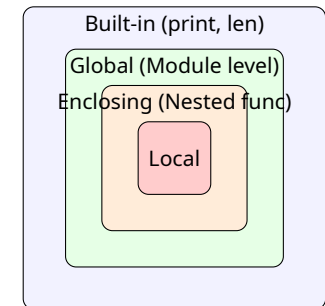 Built-in (print, len)
Global (Module level)
Enclosing (Nested func)
Local